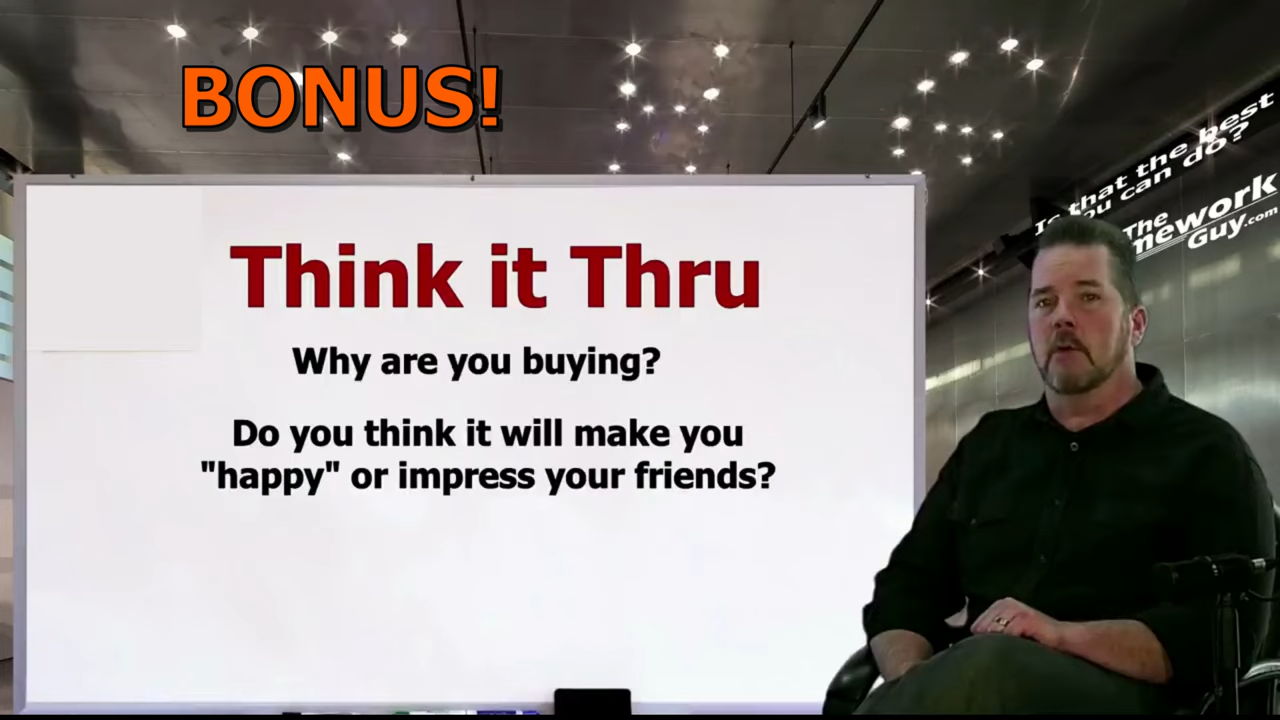 BONUS!
Think it Thru
Why are you buying?
Do you think it will make you
"happy" or impress your friends?
Is that the best
you can do?
The
Guy.com